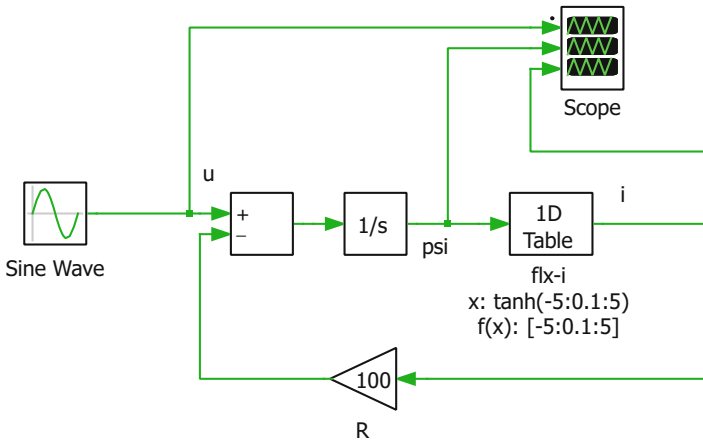 Scope
u
+
−
Sine Wave
1/s
psi
1D
Table
i
flx-i
x: tanh(-5:0.1:5)
f(x): [-5:0.1:5]
100
R